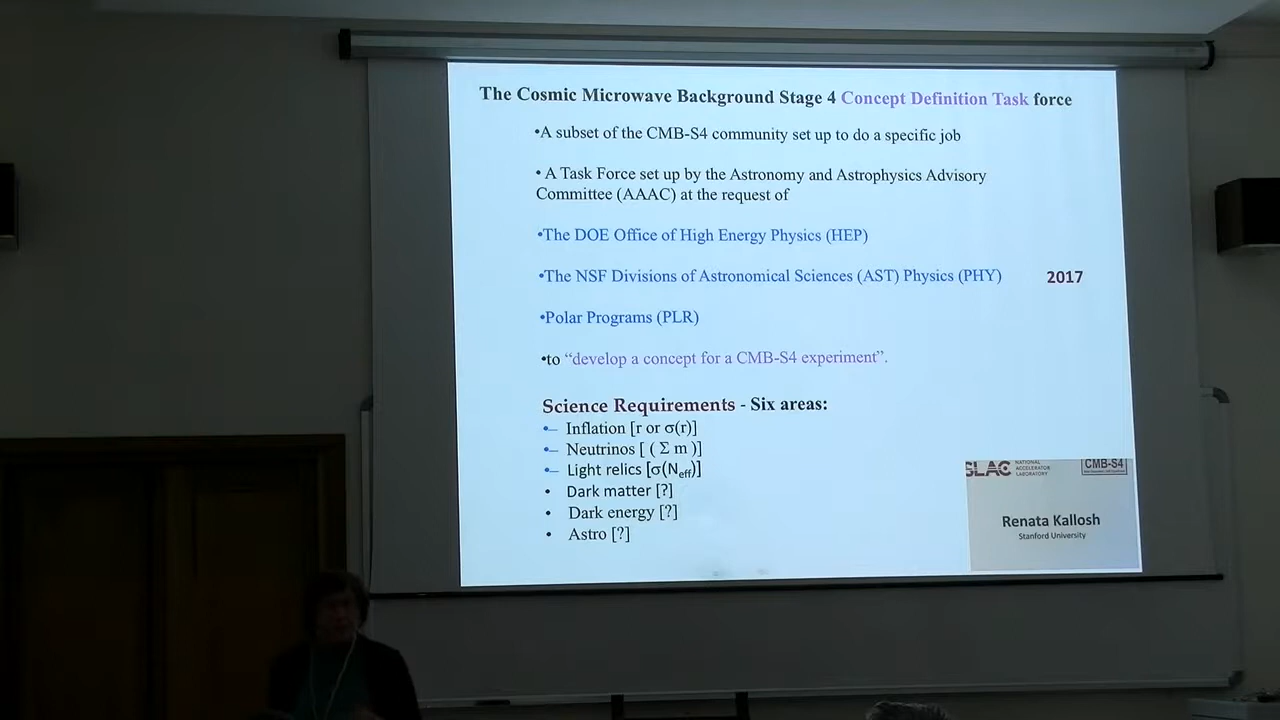 The Cosmic Microwave Background Stage 4 Concept Definition Task force
•A subset of the CMB-S4 community set up to do a specific job
• A Task Force set up by the Astronomy and Astrophysics Advisory
Committee (AAAC) at the request of
•The DOE Office of High Energy Physics (HEP)
•The NSF Divisions of Astronomical Sciences (AST) Physics (PHY)
2017
•Polar Programs (PLR)
•to “develop a concept for a CMB-S4 experiment”.
Science Requirements - Six areas:
•– Inflation [r or σ(r)]
•– Neutrinos [ ( Σ m )]
•– Light relics [σ(Neff)]
• Dark matter [?]
• Dark energy [?]
• Astro [?]
SLAC NATIONAL
ACCELERATOR
LABORATORY
CMB-S4
Renata Kallosh
Stanford University